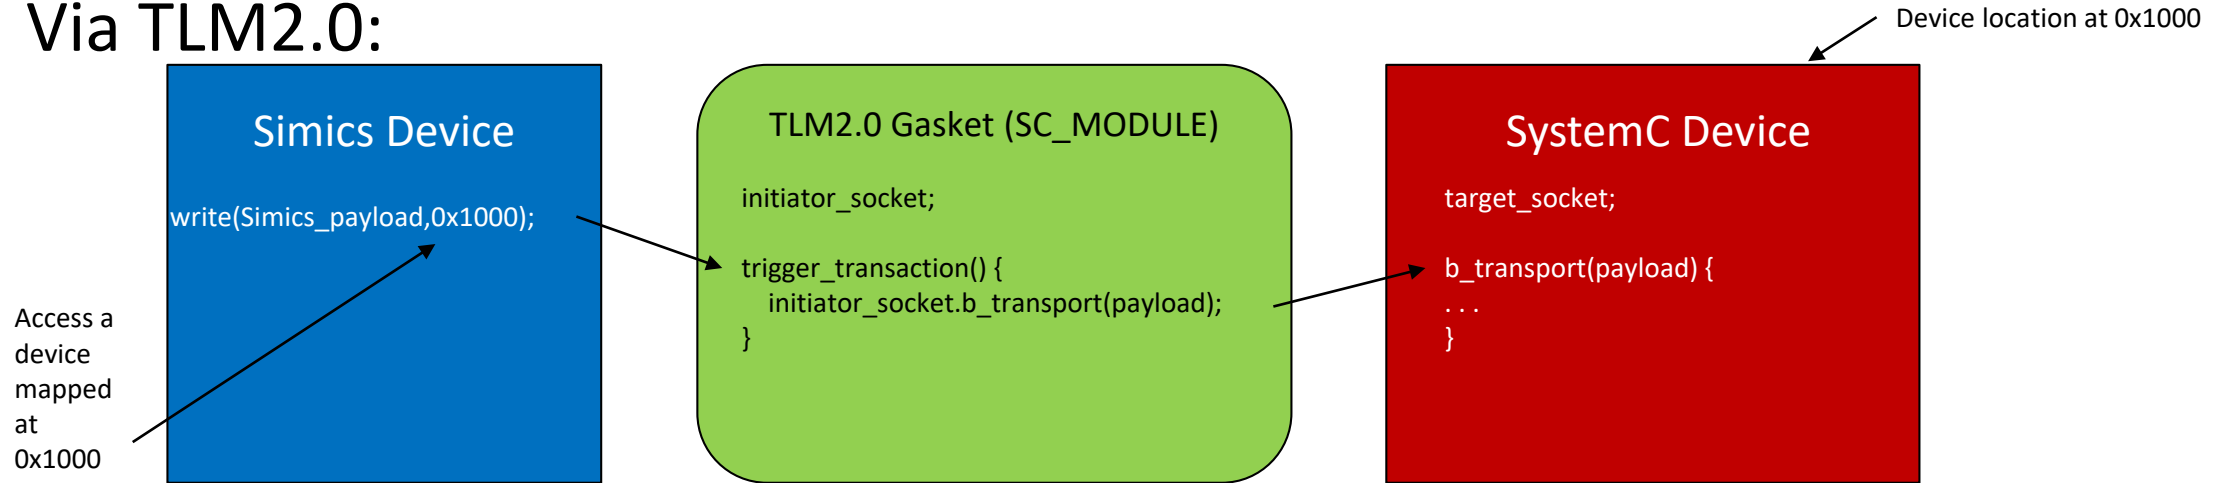 Via TLM2.0:
Device location at 0x1000
Simics Device
write(Simics_payload,0x1000);
Access a
device
mapped
at
0x1000
TLM2.0 Gasket (SC_MODULE)
initiator_socket;
trigger_transaction() {
initiator_socket.b_transport(payload);
}
SystemC Device
target_socket;
b_transport(payload) {
. . .
}